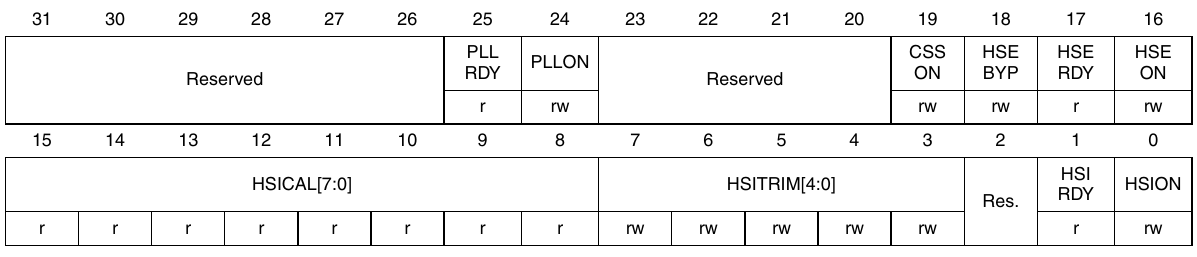 31 30 29 28 27 26 25 24 23 22 21 20 19 18 17 16
Reserved
PLL
RDY
PLLON
Reserved
CSS
ON
HSE
BYP
HSE
RDY
HSE
ON
r rw rw rw r rw
15 14 13 12 11 10 9 8 7 6 5 4 3 2 1 0
HSICAL[7:0]
HSITRIM[4:0]
Res.
HSI
RDY
HSION
r r r r r r r r rw rw rw rw rw r rw